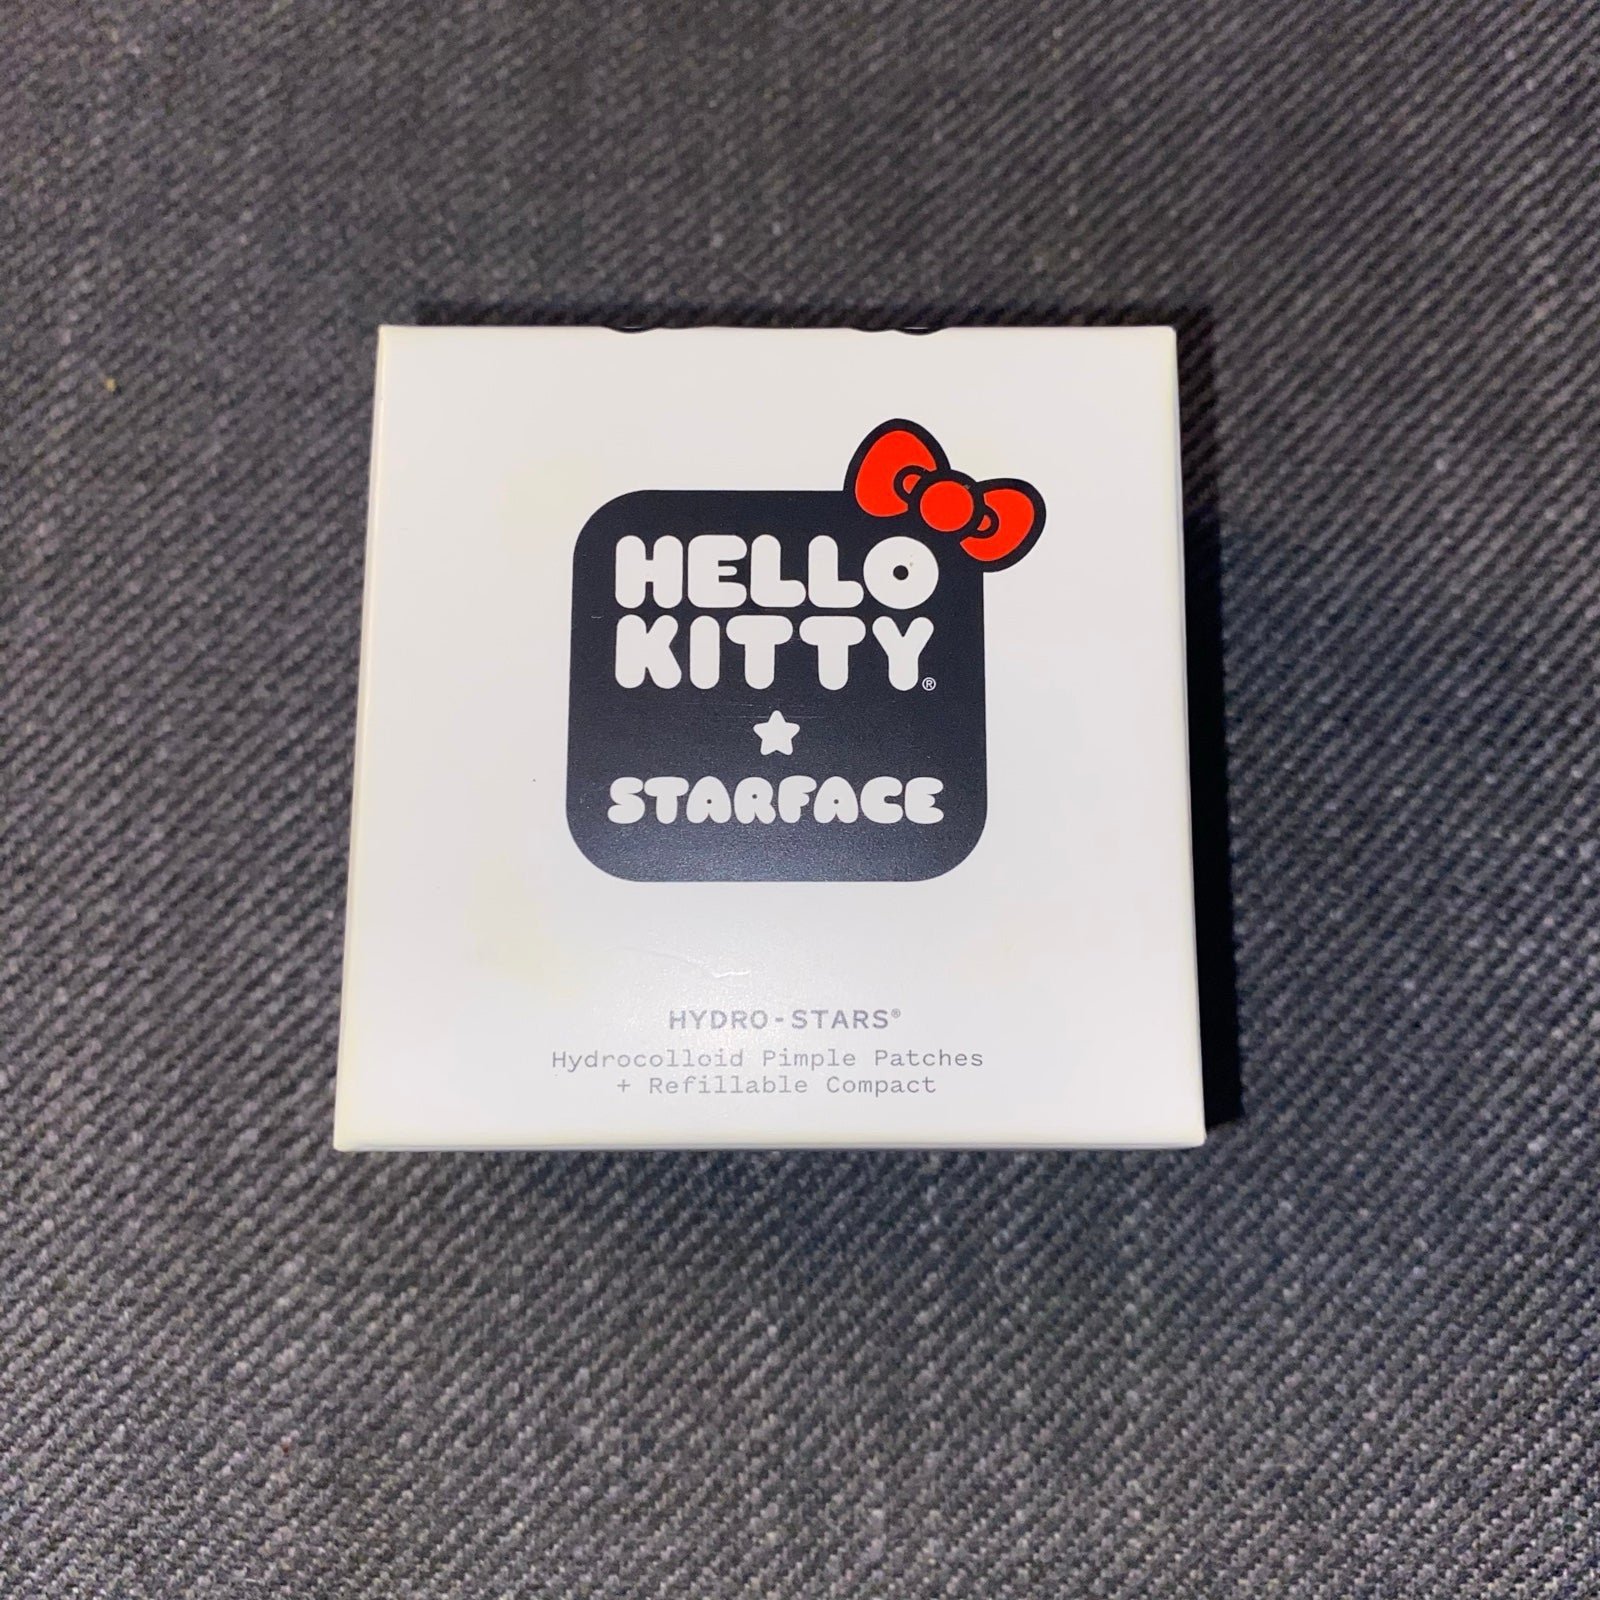 HELLO
KITTY®
STARFACE
HYDRO-STARS®
Hydrocolloid Pimple Patches
+ Refillable Compact